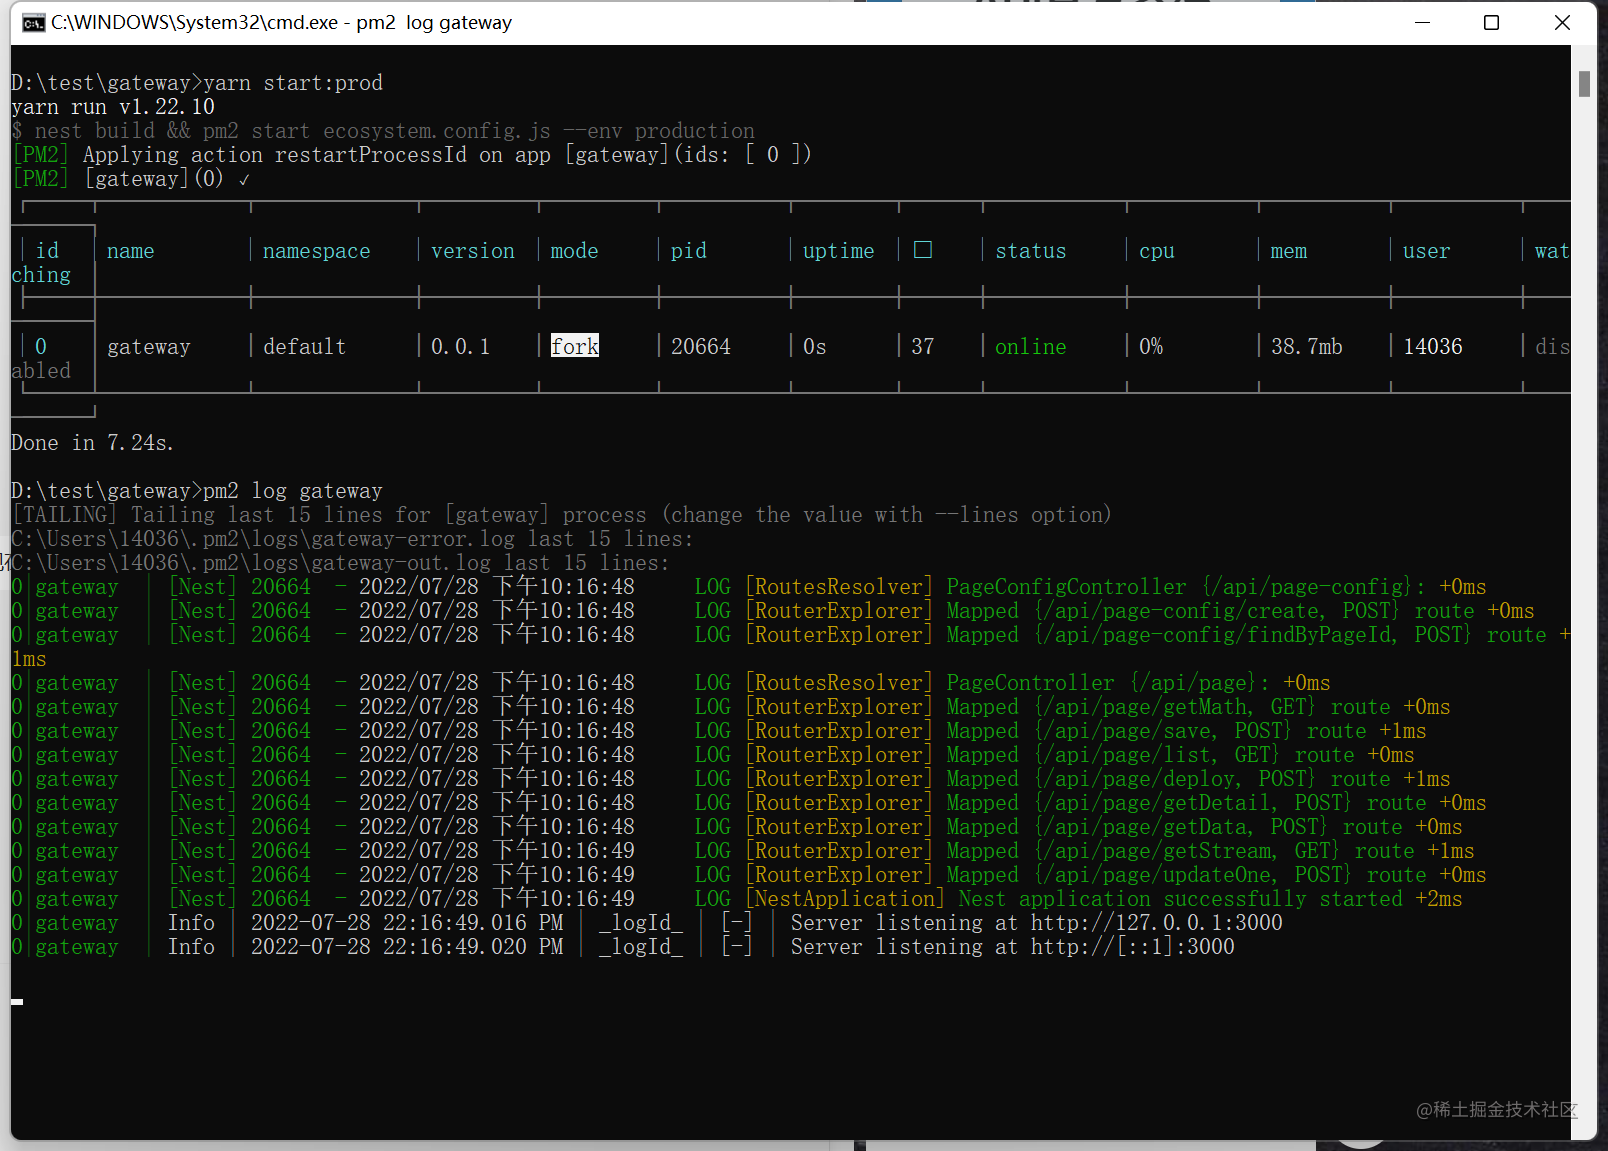 C:\WINDOWS\System32\cmd.exe - pm2  log gateway
D:\test\gateway>yarn start:prod
yarn run v1.22.10
$ nest build && pm2 start ecosystem.config.js --env production
[PM2] Applying action restartProcessId on app [gateway](ids: [ 0 ])
[PM2] [gateway](0) ✓
│ id │ name │ namespace │ version │ mode │ pid │ uptime │ □ │ status │ cpu │ mem │ user │ wat
ching │
│ 0 │ gateway │ default │ 0.0.1 │ fork │ 20664 │ 0s │ 37 │ online │ 0% │ 38.7mb │ 14036 │ dis
abled │
Done in 7.24s.
D:\test\gateway>pm2 log gateway
[TAILING] Tailing last 15 lines for [gateway] process (change the value with --lines option)
C:\Users\14036\.pm2\logs\gateway-error.log last 15 lines:
C:\Users\14036\.pm2\logs\gateway-out.log last 15 lines:
0|gateway  | [Nest] 20664  - 2022/07/28 下午10:16:48     LOG [RoutesResolver] PageConfigController {/api/page-config}: +0ms
0|gateway  | [Nest] 20664  - 2022/07/28 下午10:16:48     LOG [RouterExplorer] Mapped {/api/page-config/create, POST} route +0ms
0|gateway  | [Nest] 20664  - 2022/07/28 下午10:16:48     LOG [RouterExplorer] Mapped {/api/page-config/findByPageId, POST} route +
1ms
0|gateway  | [Nest] 20664  - 2022/07/28 下午10:16:48     LOG [RoutesResolver] PageController {/api/page}: +0ms
0|gateway  | [Nest] 20664  - 2022/07/28 下午10:16:48     LOG [RouterExplorer] Mapped {/api/page/getMath, GET} route +0ms
0|gateway  | [Nest] 20664  - 2022/07/28 下午10:16:48     LOG [RouterExplorer] Mapped {/api/page/save, POST} route +1ms
0|gateway  | [Nest] 20664  - 2022/07/28 下午10:16:48     LOG [RouterExplorer] Mapped {/api/page/list, GET} route +0ms
0|gateway  | [Nest] 20664  - 2022/07/28 下午10:16:48     LOG [RouterExplorer] Mapped {/api/page/deploy, POST} route +1ms
0|gateway  | [Nest] 20664  - 2022/07/28 下午10:16:48     LOG [RouterExplorer] Mapped {/api/page/getDetail, POST} route +0ms
0|gateway  | [Nest] 20664  - 2022/07/28 下午10:16:48     LOG [RouterExplorer] Mapped {/api/page/getData, POST} route +0ms
0|gateway  | [Nest] 20664  - 2022/07/28 下午10:16:49     LOG [RouterExplorer] Mapped {/api/page/getStream, GET} route +1ms
0|gateway  | [Nest] 20664  - 2022/07/28 下午10:16:49     LOG [RouterExplorer] Mapped {/api/page/updateOne, POST} route +0ms
0|gateway  | [Nest] 20664  - 2022/07/28 下午10:16:49     LOG [NestApplication] Nest application successfully started +2ms
0|gateway  | Info | 2022-07-28 22:16:49.016 PM | _logId_ | [-] | Server listening at http://127.0.0.1:3000
0|gateway  | Info | 2022-07-28 22:16:49.020 PM | _logId_ | [-] | Server listening at http://[::1]:3000
@稀土掘金技术社区